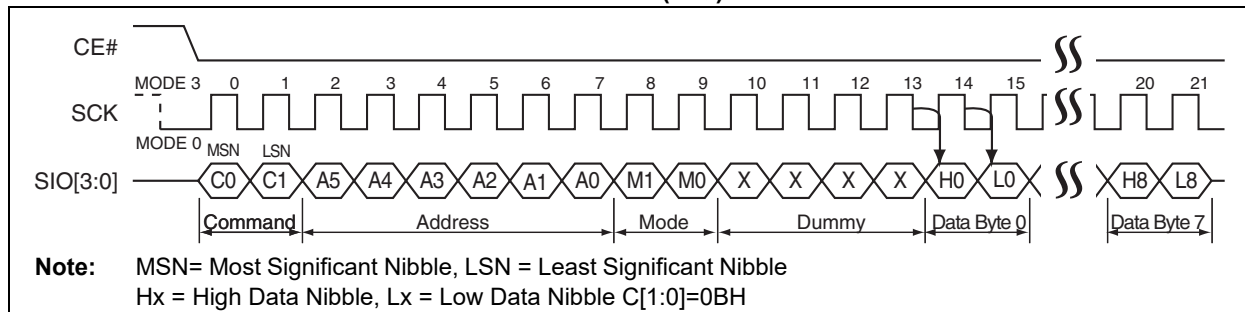 CE#
MODE 3 0 1 2 3 4 5 6 7 8 9 10 11 12 13 14 15 20 21
SCK
MODE 0
MSN LSN
SIO[3:0] C0 C1 A5 A4 A3 A2 A1 A0 M1 M0 X X X X H0 L0 H8 L8
Command Address Mode Dummy Data Byte 0 Data Byte 7
Note: MSN= Most Significant Nibble, LSN = Least Significant Nibble
Hx = High Data Nibble, Lx = Low Data Nibble C[1:0]=0BH